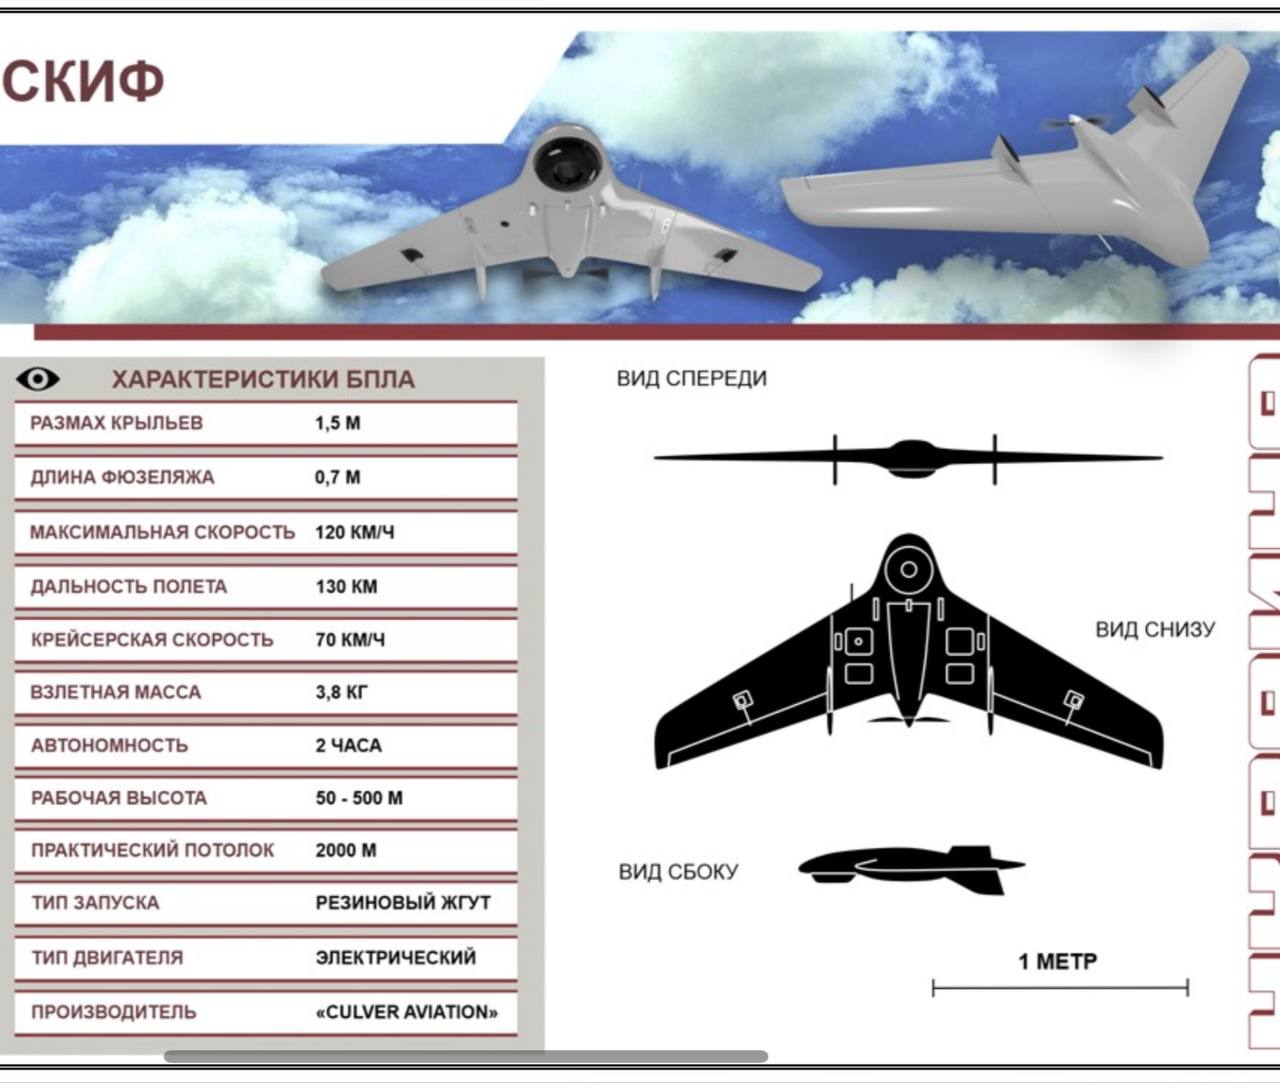 СКИФ
ХАРАКТЕРИСТИКИ БПЛА
РАЗМАХ КРЫЛЬЕВ 1,5 М
ДЛИНА ФЮЗЕЛЯЖА 0,7 М
МАКСИМАЛЬНАЯ СКОРОСТЬ 120 КМ/Ч
ДАЛЬНОСТЬ ПОЛЕТА 130 КМ
КРЕЙСЕРСКАЯ СКОРОСТЬ 70 КМ/Ч
ВЗЛЕТНАЯ МАССА 3,8 КГ
АВТОНОМНОСТЬ 2 ЧАСА
РАБОЧАЯ ВЫСОТА 50 - 500 М
ПРАКТИЧЕСКИЙ ПОТОЛОК 2000 М
ТИП ЗАПУСКА РЕЗИНОВЫЙ ЖГУТ
ТИП ДВИГАТЕЛЯ ЭЛЕКТРИЧЕСКИЙ
ПРОИЗВОДИТЕЛЬ «CULVER AVIATION»
ВИД СПЕРЕДИ
ВИД СНИЗУ
ВИД СБОКУ
1 МЕТР